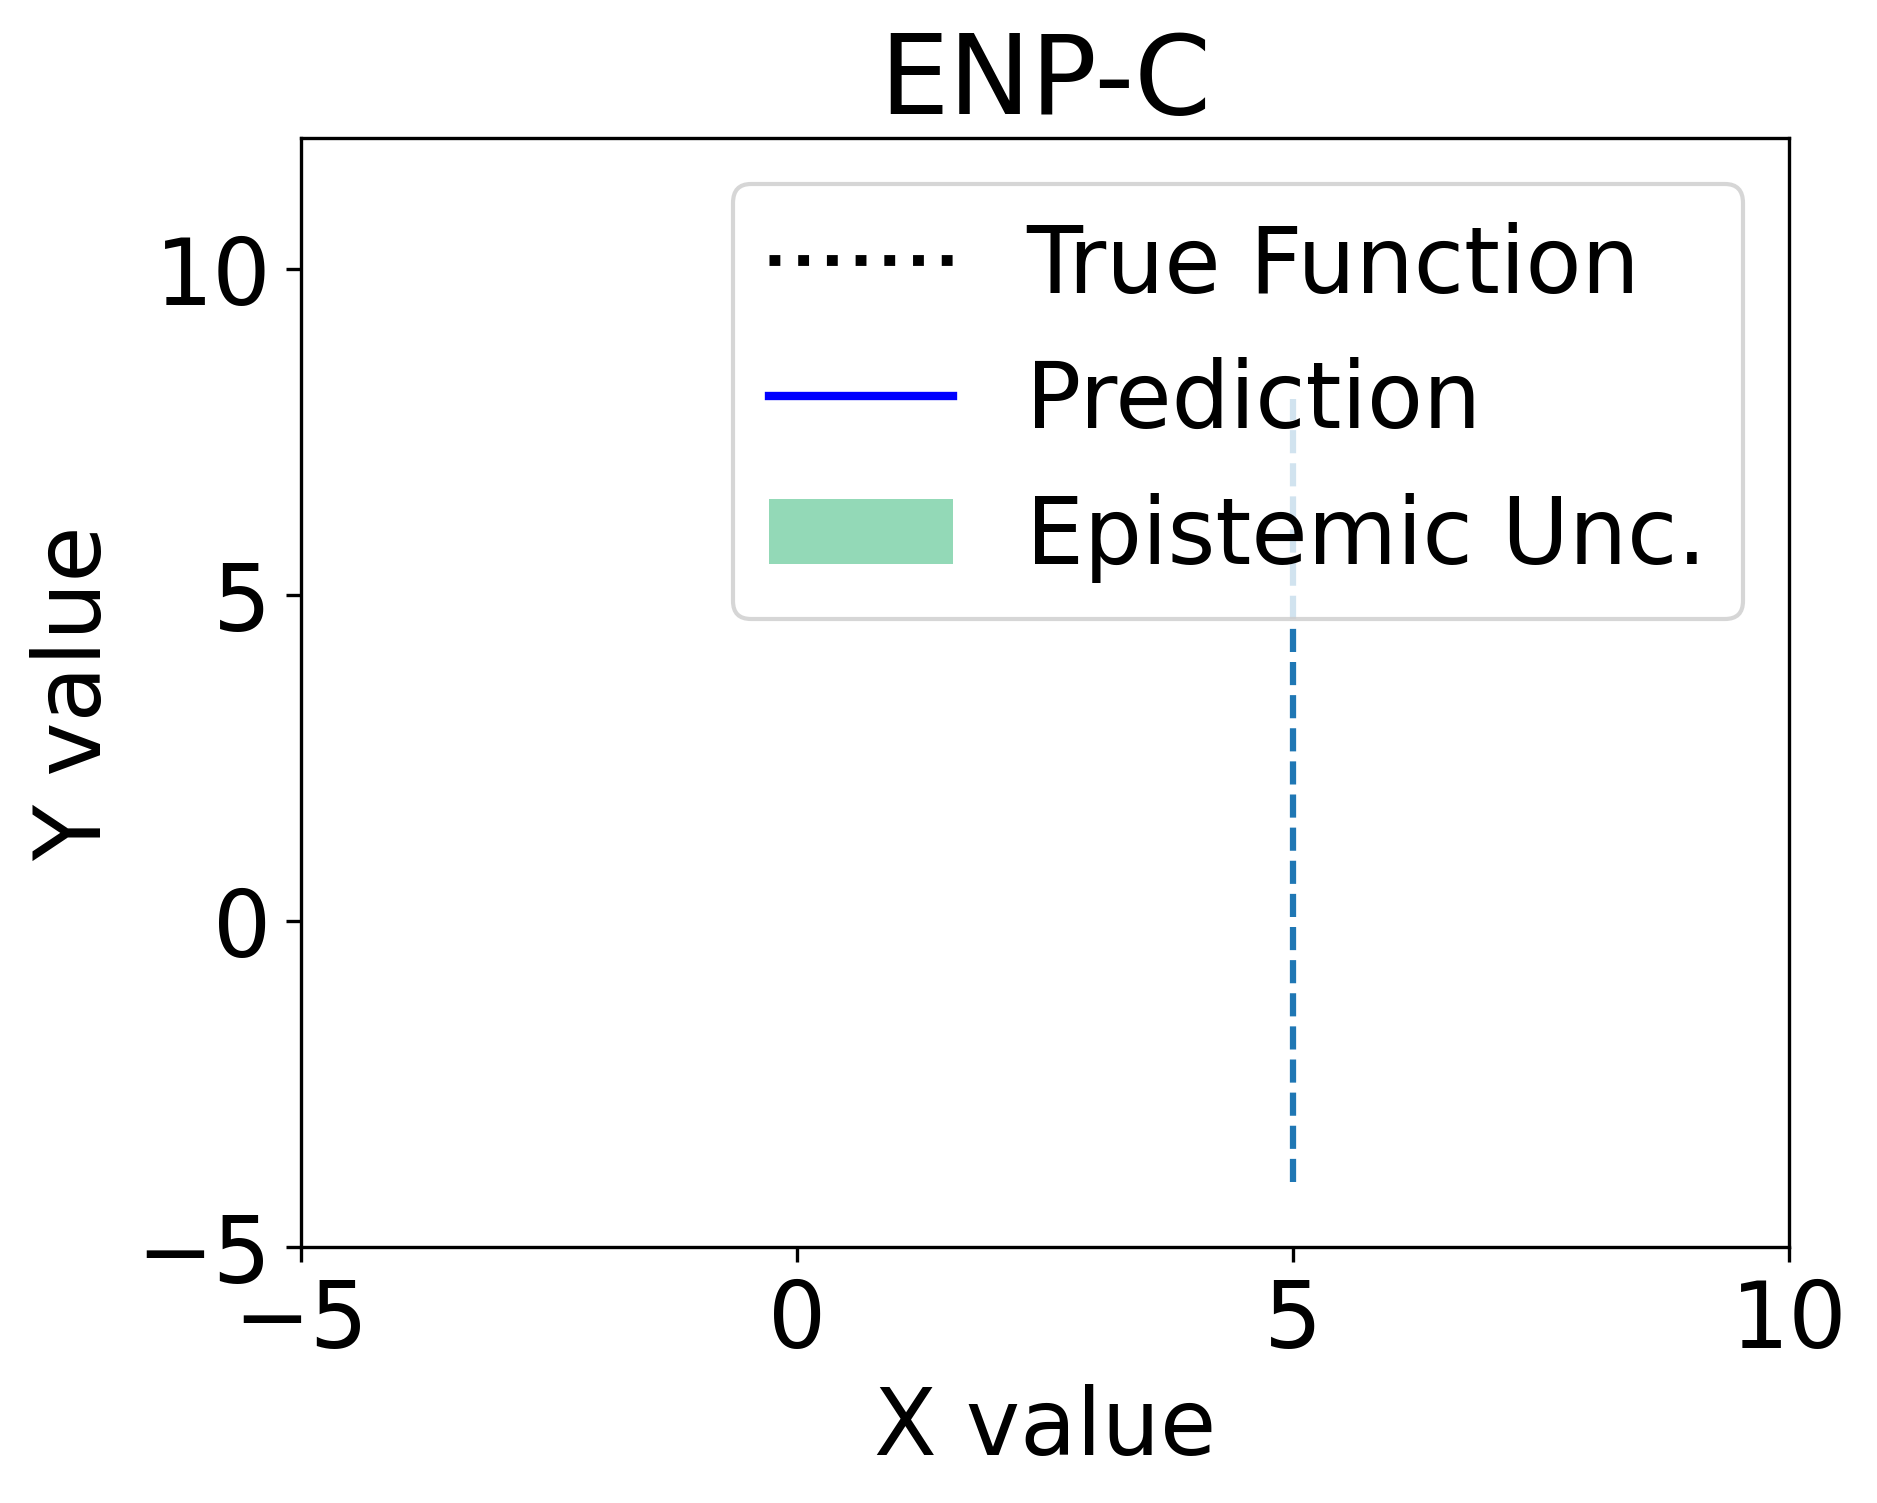 ENP-C
True Function
Prediction
Epistemic Unc.
Y value
10
5
0
−5
−5 0 5 10
X value